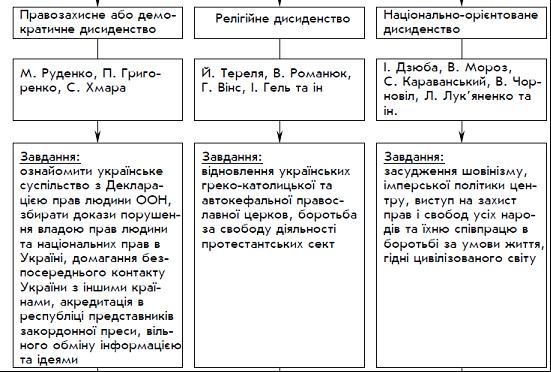 Правозахисне або демо-
кратичне дисиденство
М. Руденко, П. Григо-
ренко, С. Хмара
Завдання:
ознайомити українське
суспільство з Деклара-
цією прав людини ООН,
збирати докази порушен-
ня владою прав людини
та національних прав в
Україні, домагання без-
посереднього контакту
України з іншими краї-
нами, акредитація в
республіці представників
закордонної преси, віль-
ного обміну інформацією
та ідеями
Релігійне дисиденство
Й. Тереля, В. Романюк,
Г. Вінс, І. Гель та ін
Завдання:
відновлення українських
греко-католицької та
автокефальної право-
славної церков, боротьба
за свободу діяльності
протестантських сект
Національно-орієнтоване
дисиденство
І. Дзюба, В. Мороз,
С. Караванський, В. Чор-
новіл, Л. Лук’яненко та
ін.
Завдання:
засудження шовінізму,
імперської політики цен-
тру, виступ на захист
прав і свобод усіх наро-
дів та їхню співпрацю в
боротьбі за умови життя,
гідні цивілізованого світу